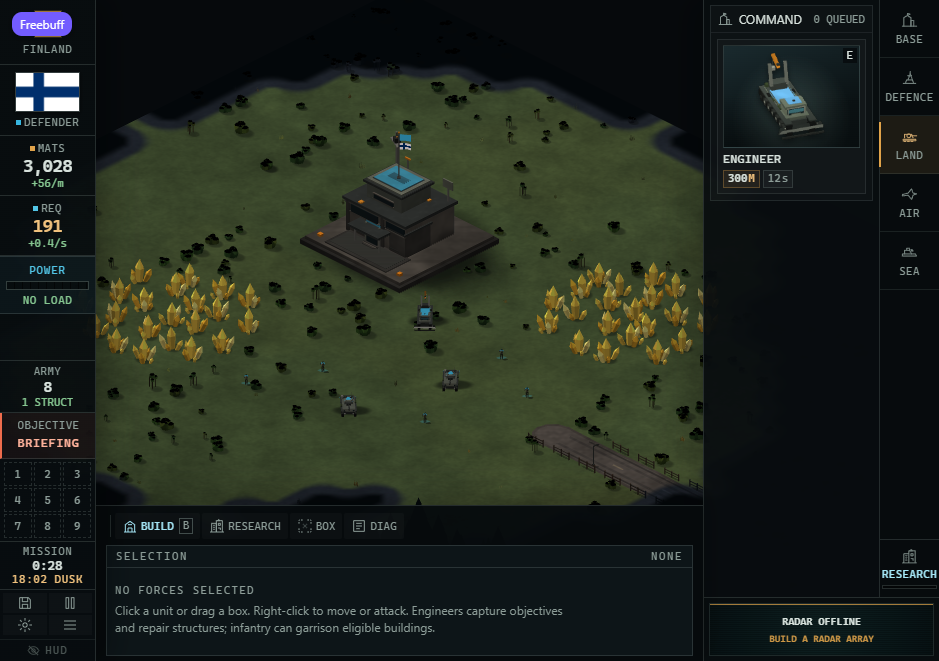 Freebuff
FINLAND
DEFENDER
MATS
3,028
+56/m
REQ
191
+0.4/s
POWER
NO LOAD
ARMY
8
1 STRUCT
OBJECTIVE
BRIEFING
1 2 3
4 5 6
7 8 9
MISSION
0:28
18:02 DUSK
HUD
BUILD B RESEARCH BOX DIAG
SELECTION NONE
NO FORCES SELECTED
Click a unit or drag a box. Right-click to move or attack. Engineers capture objectives
and repair structures; infantry can garrison eligible buildings.
COMMAND 0 QUEUED
E
ENGINEER
300M 12s
BASE
DEFENCE
LAND
AIR
SEA
RESEARCH
RADAR OFFLINE
BUILD A RADAR ARRAY